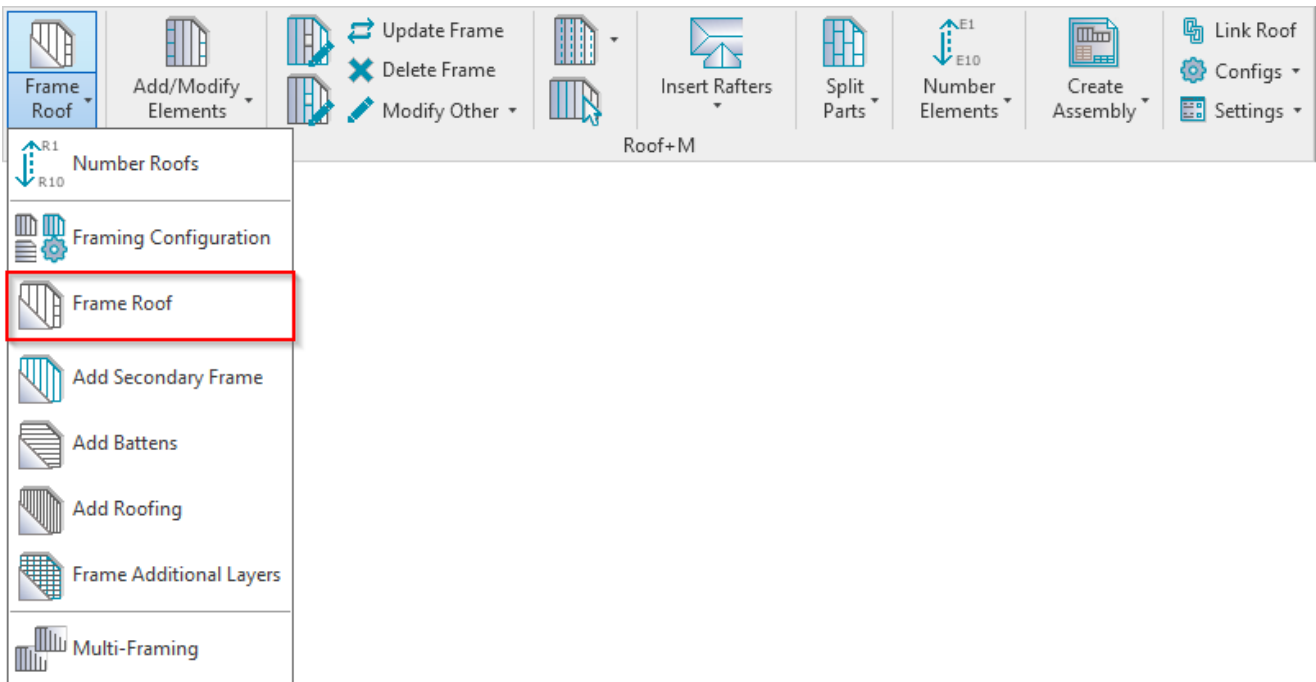 Frame
Roof
Add/Modify
Elements
Update Frame
Delete Frame
Modify Other
Insert Rafters
Split
Parts
E1
E10
Number
Elements
Create
Assembly
Link Roof
Configs
Settings
Roof+M
R1
R10
Number Roofs
Framing Configuration
Frame Roof
Add Secondary Frame
Add Battens
Add Roofing
Frame Additional Layers
Multi-Framing